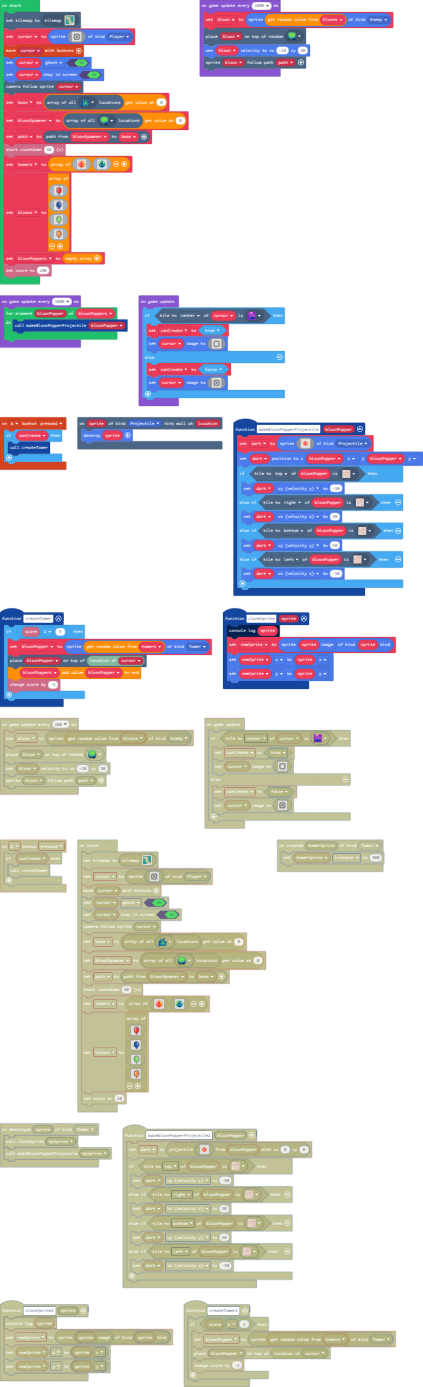 on start
set tilemap to tilemap
set cursor to sprite of kind Player
move cursor with buttons
set cursor ghost
set cursor stay in screen
camera follow sprite cursor
set base to array of all locations get value at 0
set bloonSpawner to array of all locations get value at 0
set path to path from bloonSpawner to base
start countdown (s)
set towers to array of
array of
set bloons to
set bloonPoppers to empty array
set score to 100
on game update every ms
set bloon to sprite get random value from bloons of kind Enemy
place bloon on top of random
set bloon velocity to vx -50 vy 50
sprite bloon follow path path
on game update every 1000 ms
for element bloonPopper of bloonPoppers
do call makeBloonPopperProjectile bloonPopper
on game update
if tile to center of cursor is then
set canCreate to true
set cursor image to
else
set canCreate to false
set cursor image to
on A button pressed
if canCreate then
call createTower
on sprite of kind Projectile hits wall at location
destroy sprite
function makeBloonPopperProjectile bloonPopper
set dart to sprite of kind Projectile
set dart position to x bloonPopper x y bloonPopper y
if tile to top of bloonPopper is then
set dart vy (velocity y) to -50
else if tile to right of bloonPopper is then
set dart vx (velocity x) to 50
else if tile to bottom of bloonPopper is then
set dart vy (velocity y) to 50
else if tile to left of bloonPopper is then
set dart vx (velocity x) to -50
function createTower
if score ≥ then
set bloonPopper to sprite get random value from towers of kind Tower
place bloonPopper on top of location of cursor
bloonPoppers add value bloonPopper to end
change score by
function cloneSprite sprite
console log sprite
set newSprite to sprite sprite image of kind sprite kind
set newSprite x to sprite x
set newSprite y to sprite y
on game update every ms
set bloon to sprite get random value from bloons of kind Enemy
place bloon on top of random
set bloon velocity to vx -50 vy 50
sprite bloon follow path path
on game update
if tile to center of cursor is then
set canCreate to true
set cursor image to
else
set canCreate to false
set cursor image to
on A button pressed
if canCreate then
call createTower
on start
set tilemap to tilemap
set cursor to sprite of kind Player
move cursor with buttons
set cursor ghost
set cursor stay in screen
camera follow sprite cursor
set base to array of all locations get value at 0
set bloonSpawner to array of all locations get value at 0
set path to path from bloonSpawner to base
start countdown (s)
set towers to array of
array of
set bloons to
set score to 20
on created towerSprite of kind Tower
set towerSprite lifespan to 500
on destroyed sprite of kind Tower
call cloneSprite mySprite
call makeBloonPopperProjectile mySprite
function makeBloonPopperProjectile2 bloonPopper
set dart to projectile from bloonPopper with vx 0 vy 0
if tile to top of bloonPopper is then
set dart vy (velocity y) to -50
else if tile to right of bloonPopper is then
set dart vx (velocity x) to 50
else if tile to bottom of bloonPopper is then
set dart vy (velocity y) to 50
else if tile to left of bloonPopper is then
set dart vx (velocity x) to -50
function cloneSprite2 sprite
console log sprite
set newSprite to sprite sprite image of kind sprite kind
set newSprite x to sprite x
set newSprite y to sprite y
function createTower2
if score ≥ then
set bloonPopper to sprite get random value from towers of kind Tower
place bloonPopper on top of location of cursor
change score by